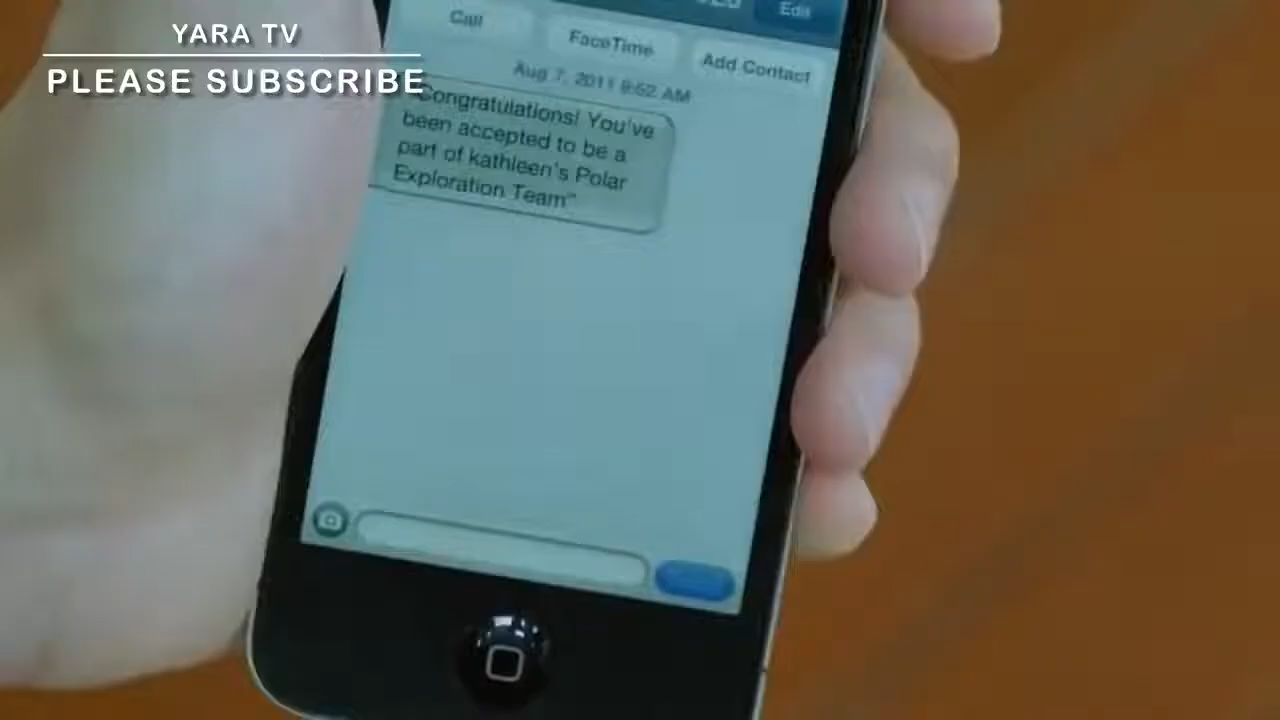 YARA TV
PLEASE SUBSCRIBE
Edit
Call
FaceTime
Add Contact
Aug 7, 2011 9:52 AM
"Congratulations! You've
been accepted to be a
part of kathleen's Polar
Exploration Team"